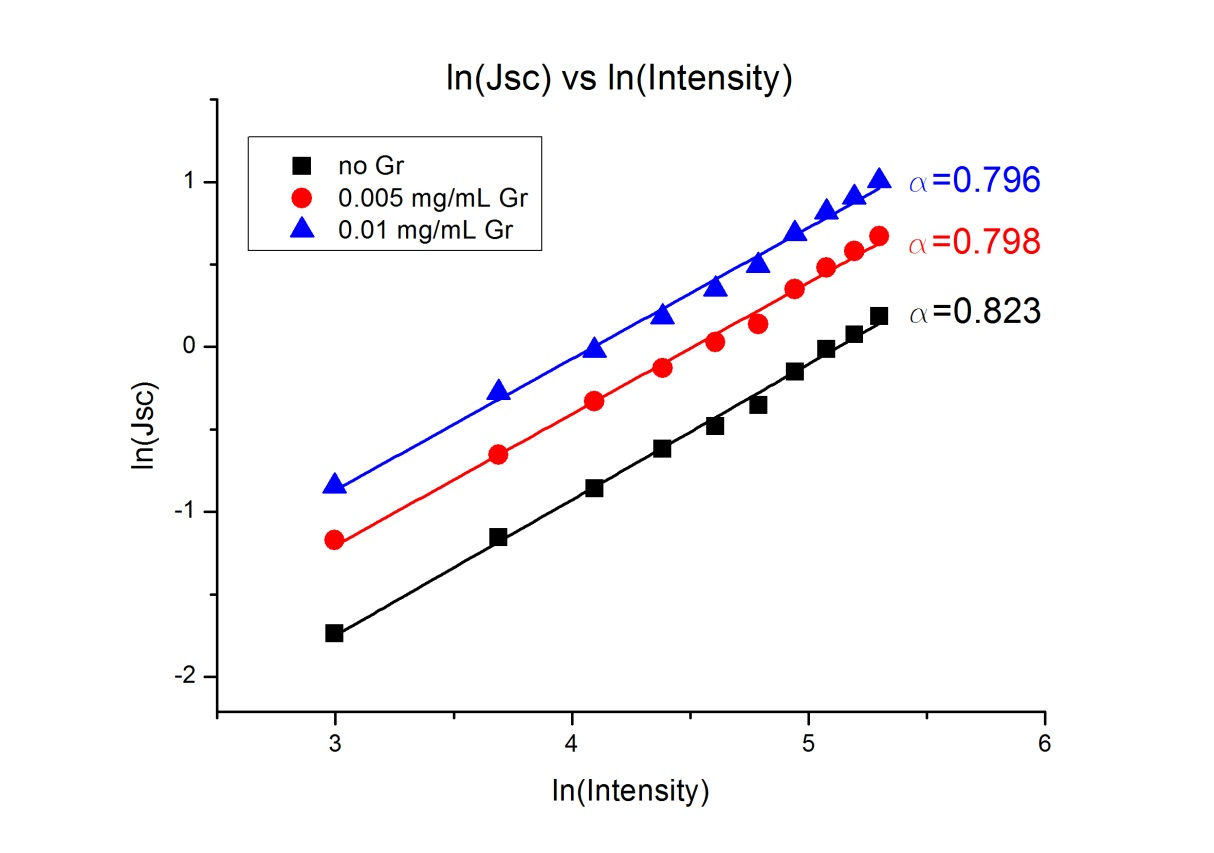 ln(Jsc) vs ln(Intensity)
no Gr
0.005 mg/mL Gr
0.01 mg/mL Gr
α=0.796
α=0.798
α=0.823
1
0
-1
-2
ln(Jsc)
3
4
5
6
ln(Intensity)